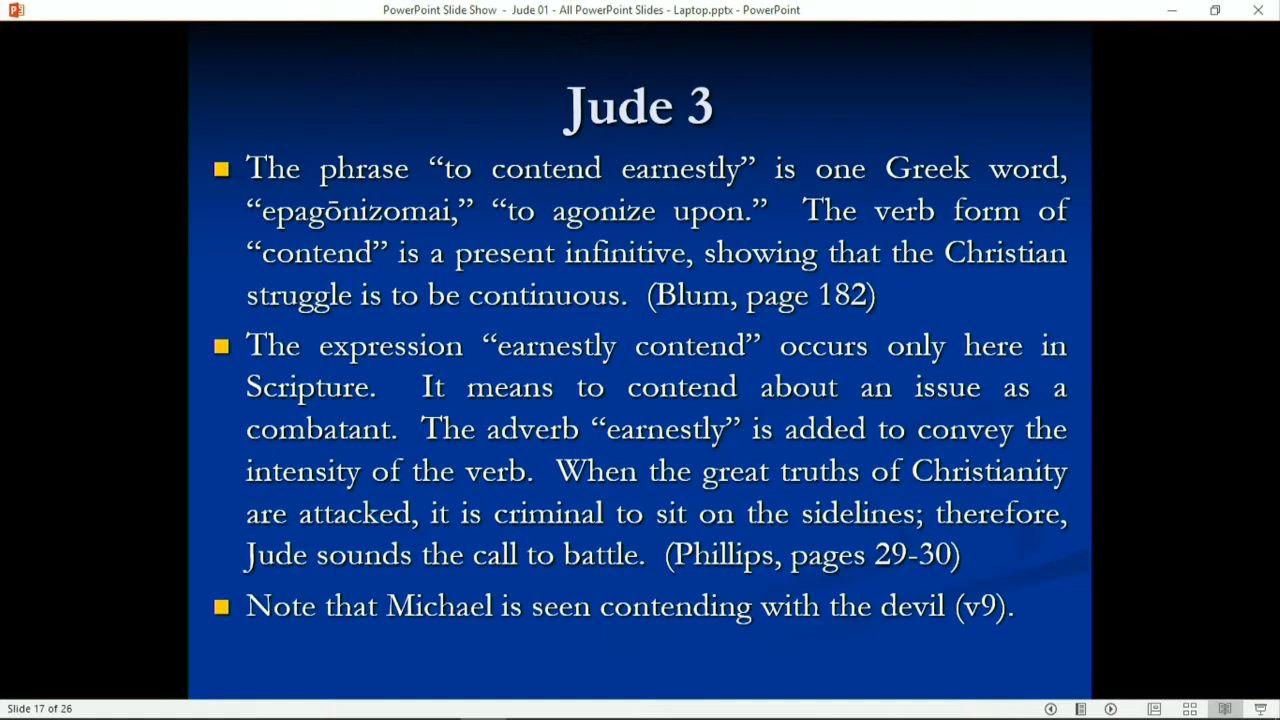 PowerPoint Slide Show - Jude 01 - All PowerPoint Slides - Laptop.pptx - PowerPoint
Jude 3
The phrase “to contend earnestly” is one Greek word,
“epagōnizomai,” “to agonize upon.” The verb form of
“contend” is a present infinitive, showing that the Christian
struggle is to be continuous. (Blum, page 182)
The expression “earnestly contend” occurs only here in
Scripture. It means to contend about an issue as a
combatant. The adverb “earnestly” is added to convey the
intensity of the verb. When the great truths of Christianity
are attacked, it is criminal to sit on the sidelines; therefore,
Jude sounds the call to battle. (Phillips, pages 29-30)
Note that Michael is seen contending with the devil (v9).
Slide 17 of 26